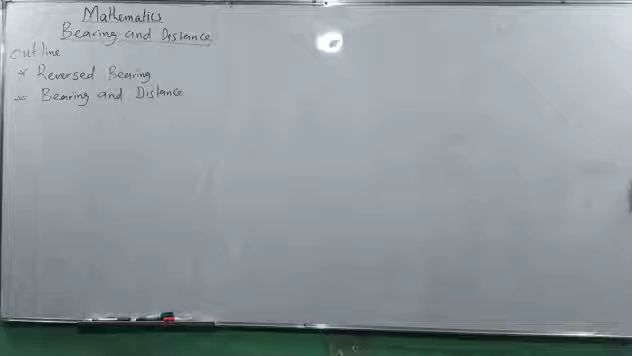 Mathematics
Bearing and Distance
Outline
* Reversed Bearing
* Bearing and Distance